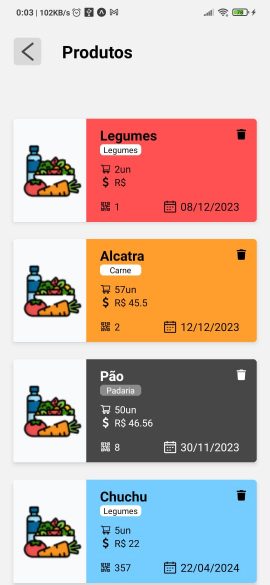 0:03 | 102KB/s
78
Produtos
Legumes
Legumes
2un
R$
1
08/12/2023
Alcatra
Carne
57un
R$ 45.5
2
12/12/2023
Pão
Padaria
50un
R$ 46.56
8
30/11/2023
Chuchu
Legumes
5un
R$ 22
357
22/04/2024